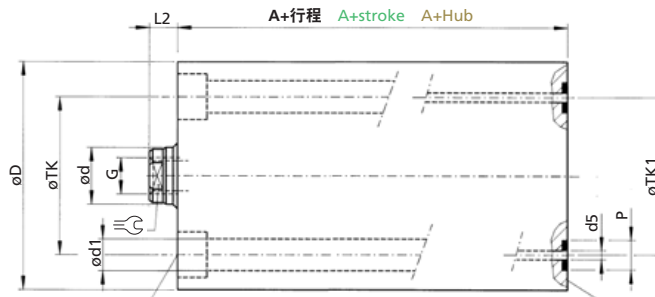 L2
A+行程 A+stroke A+Hub
øD
øTK
ød
G
ød1
d5
P
øTK1